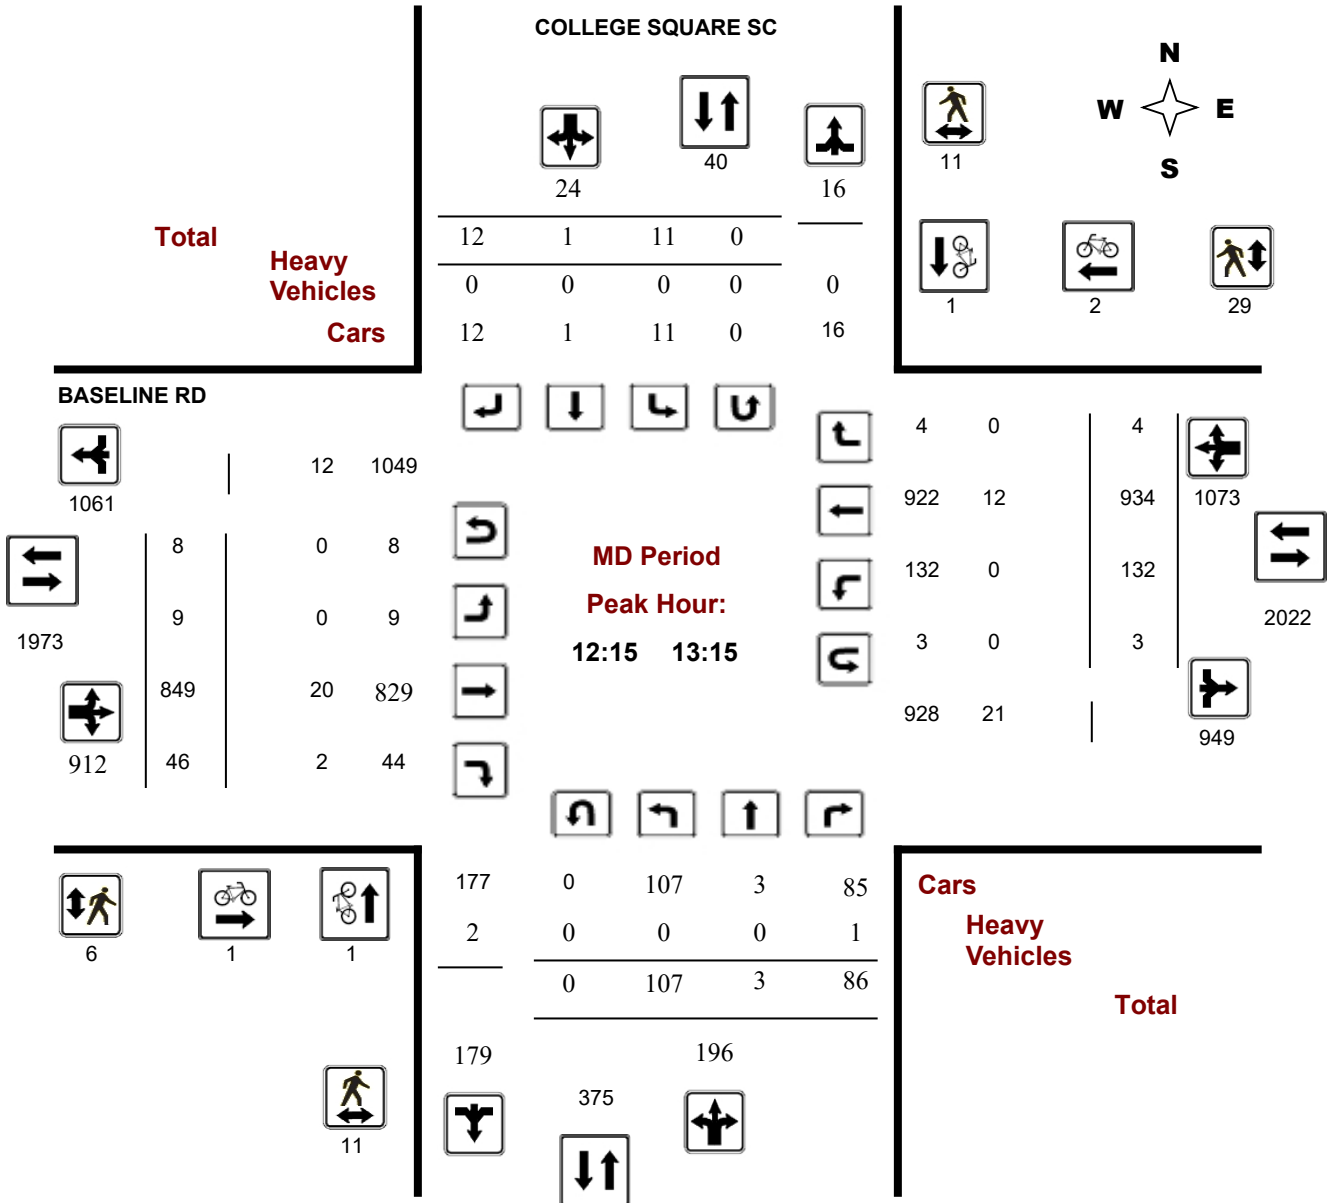 COLLEGE SQUARE SC
N
W E
S
40
11
24 16
Total
12 1 11 0
Heavy
Vehicles
0 0 0 0 0
1 2 29
Cars
12 1 11 0 16
BASELINE RD
4 0 4
12 1049
1061
922 12 934 1073
8 0 8
MD Period
132 0 132
Peak Hour:
9 0 9
2022
1973
12:15 13:15
3 0 3
849 20 829
928 21
949
912 46 2 44
177 0 107 3 85
Cars
2 0 0 0 1
Heavy
Vehicles
6 1 1
0 107 3 86
Total
179 196
375
11